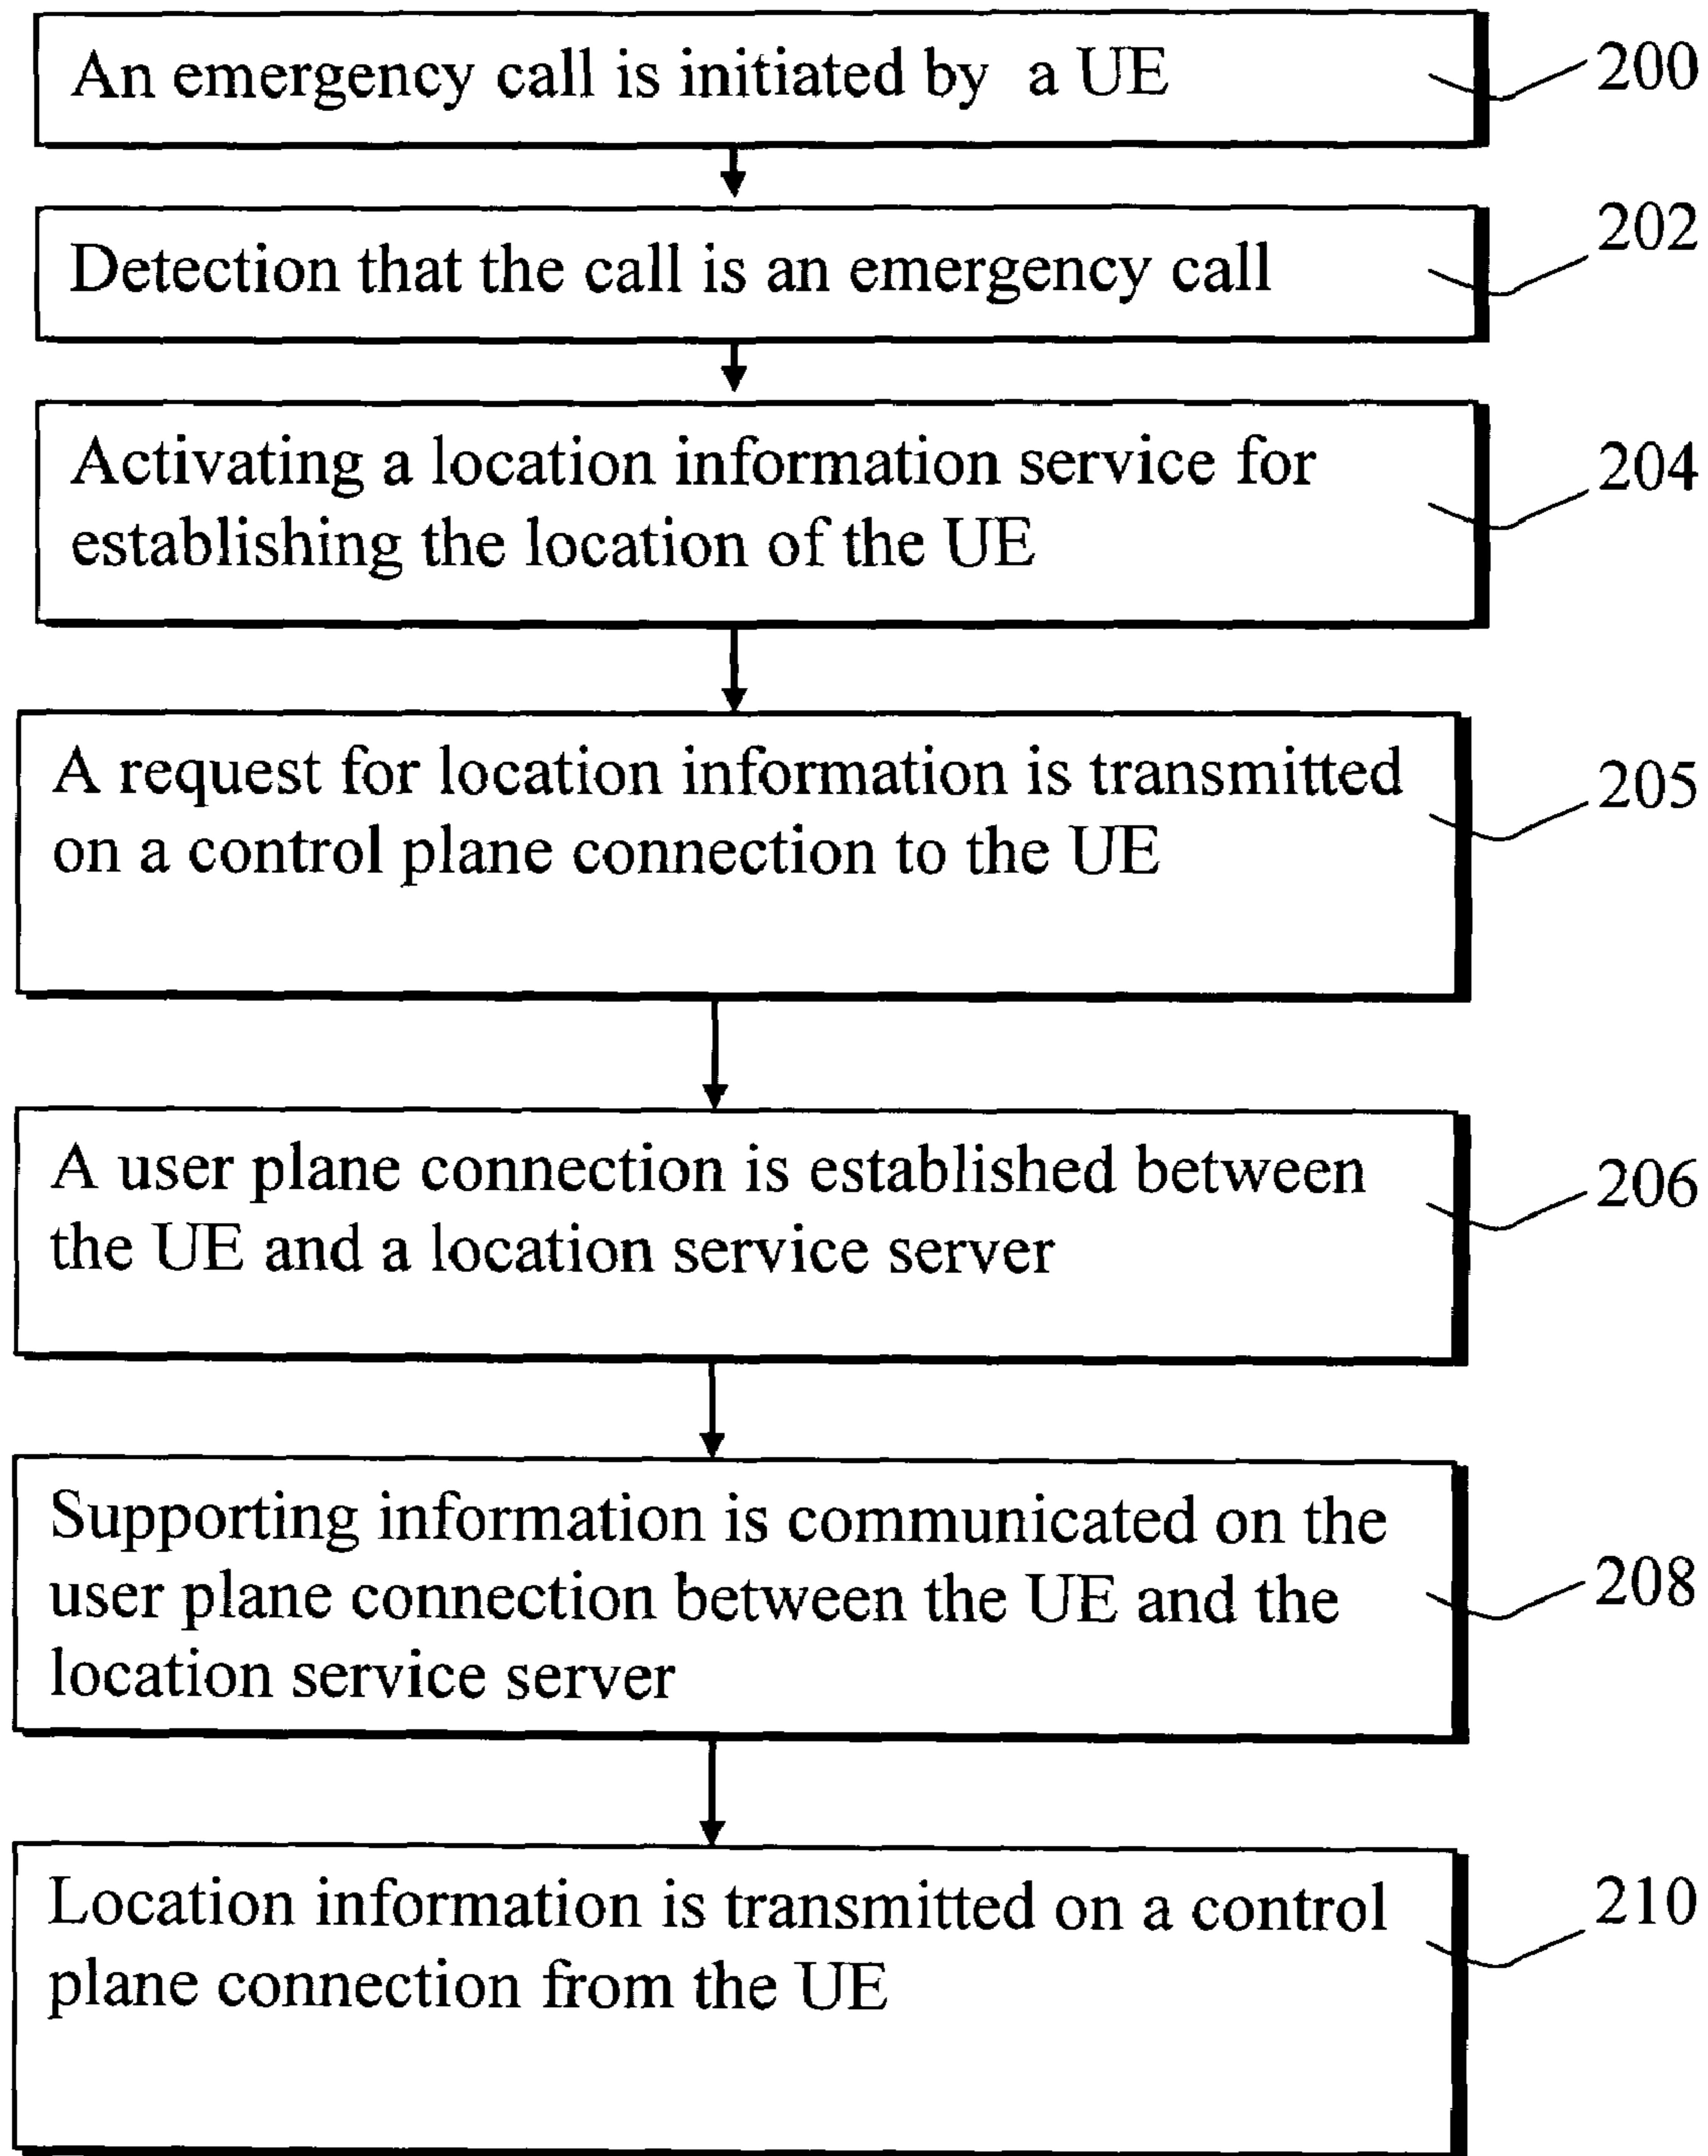 An emergency call is initiated by a UE
200
Detection that the call is an emergency call
202
Activating a location information service for
establishing the location of the UE
204
A request for location information is transmitted
on a control plane connection to the UE
205
A user plane connection is established between
the UE and a location service server
206
Supporting information is communicated on the
user plane connection between the UE and the
location service server
208
Location information is transmitted on a control
plane connection from the UE
210